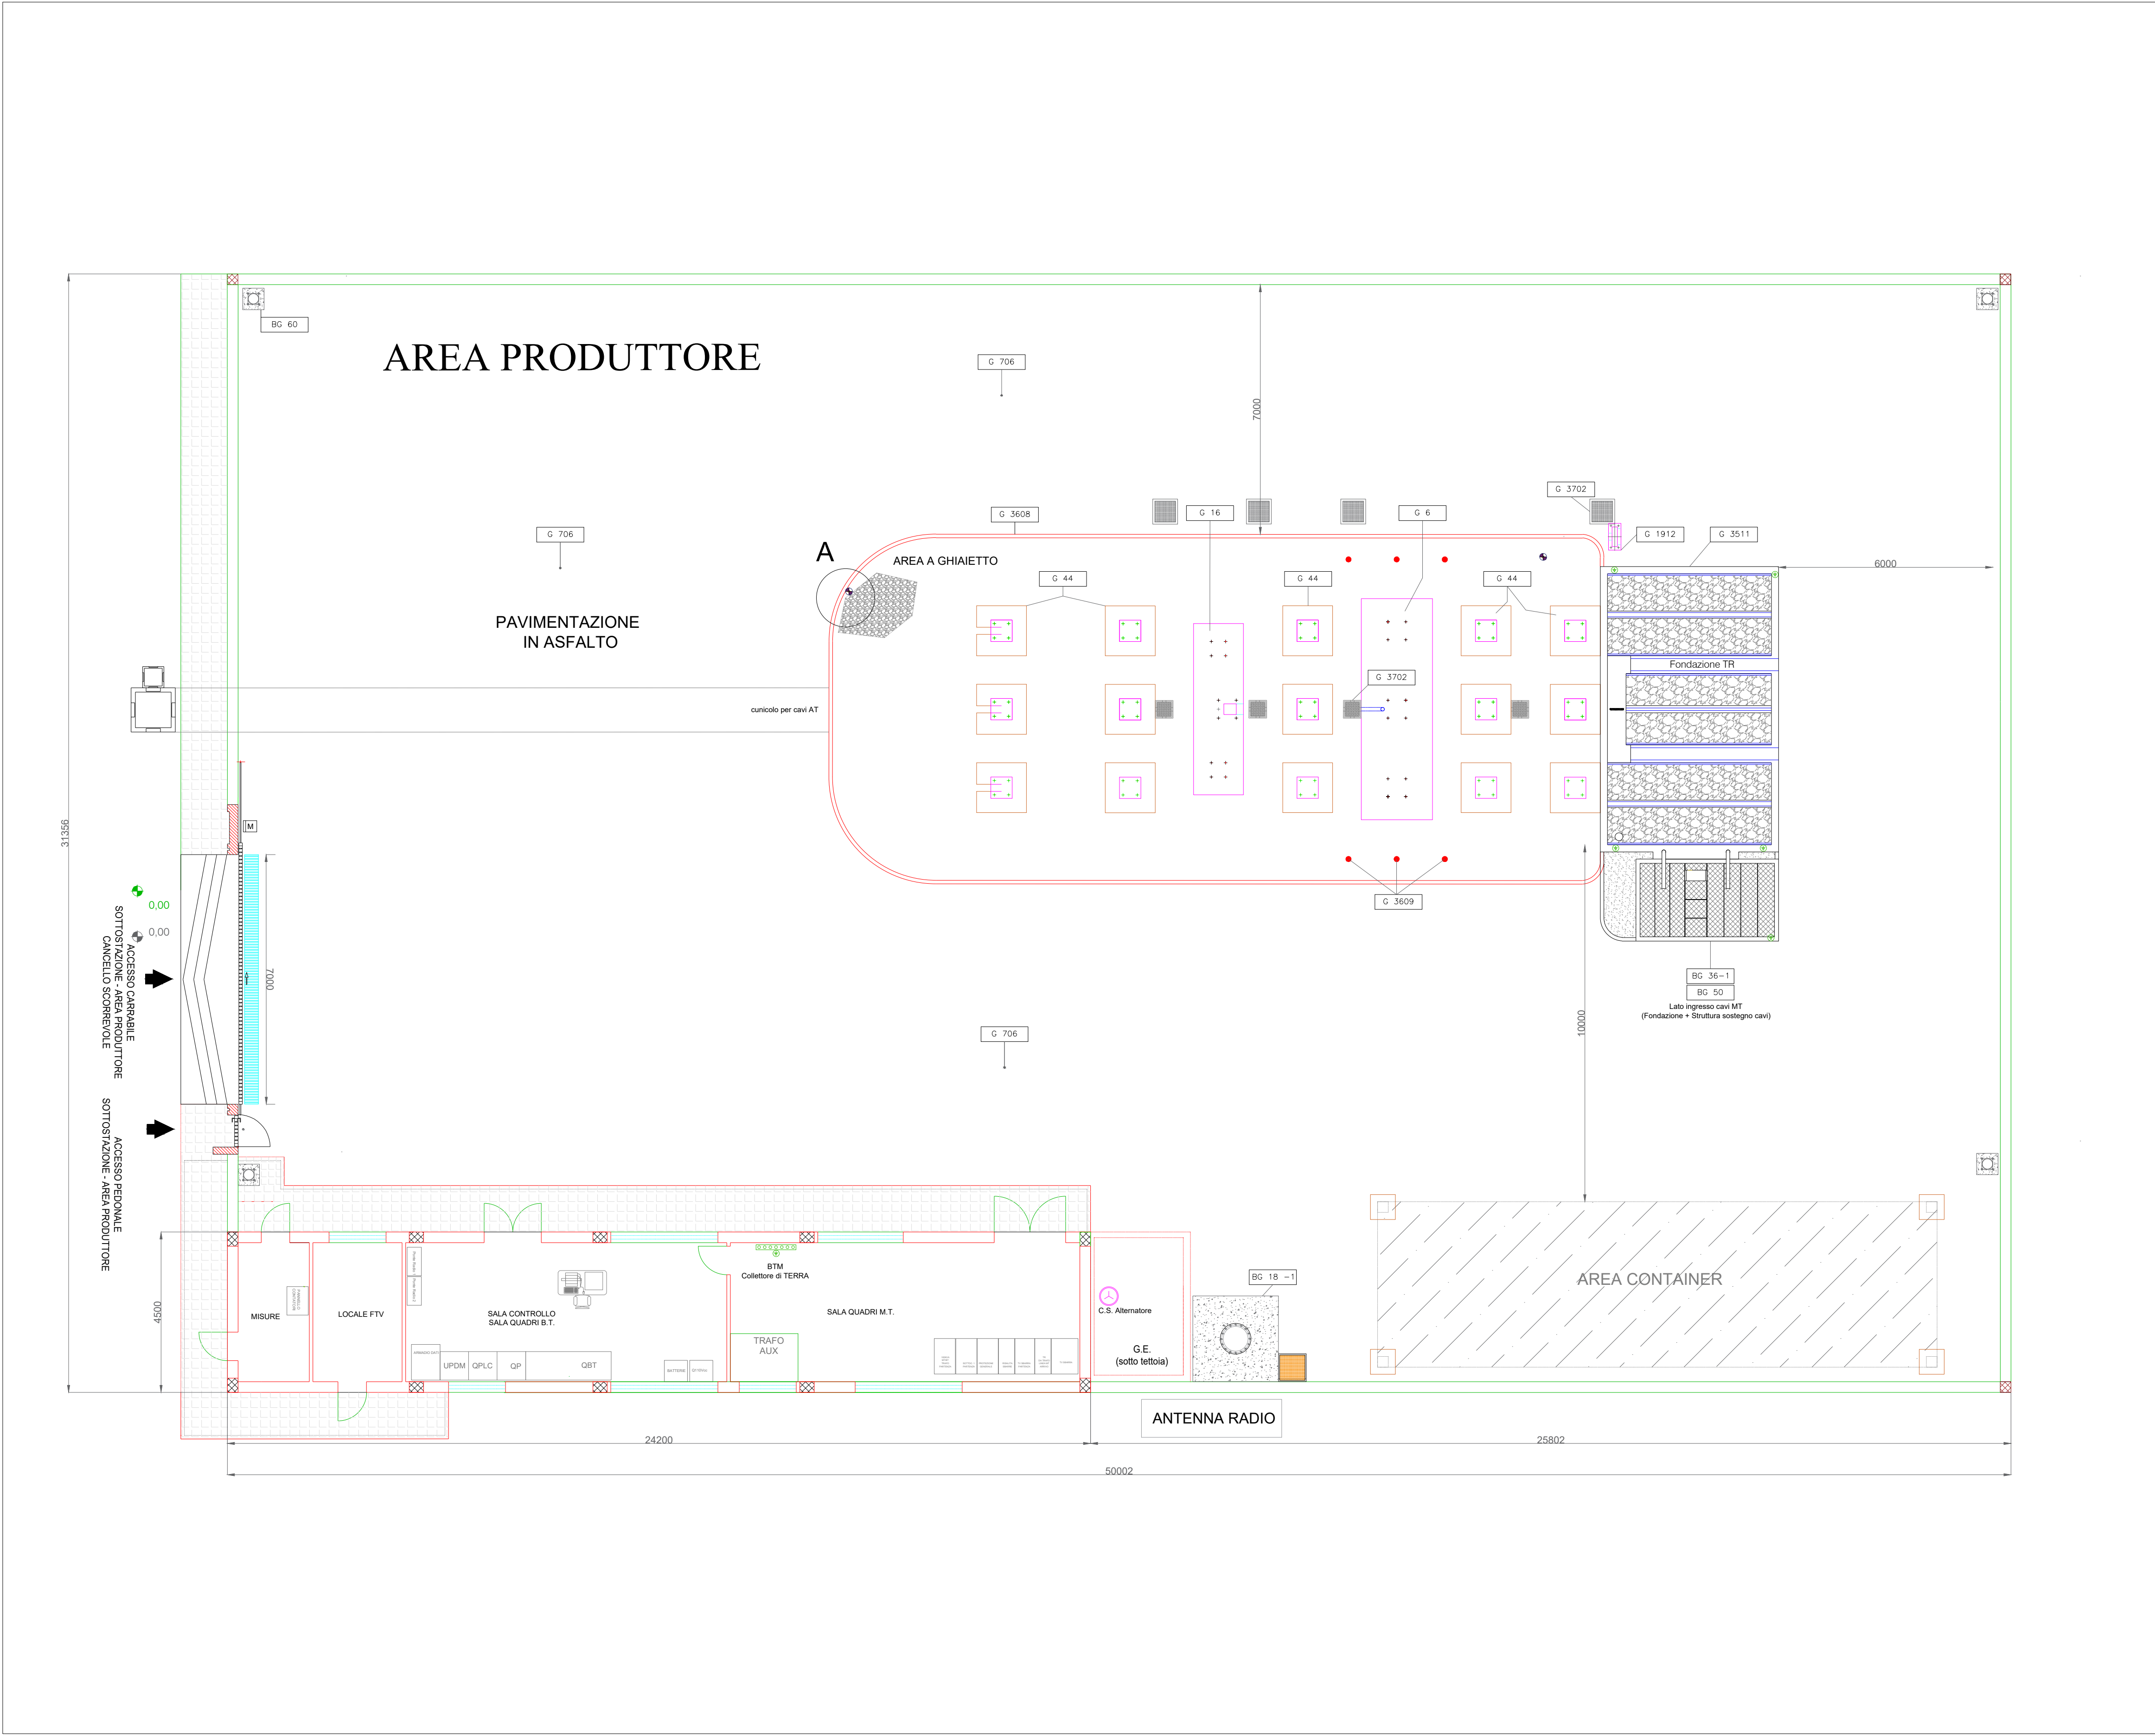 BG 60
AREA PRODUTTORE
G 706
7000
G 3702
G 3608
G 16
G 6
G 706
G 1912
G 3511
A
AREA A GHIAIETTO
6000
G 44
G 44
G 44
PAVIMENTAZIONE
IN ASFALTO
Fondazione TR
G 3702
cunicolo per cavi AT
31356
M
0,00
0,00
G 3609
ACCESSO CARRABILE
SOTTOSTAZIONE - AREA PRODUTTORE
CANCELLO SCORREVOLE
7000
BG 36-1
BG 50
Lato ingresso cavi MT
(Fondazione + Struttura sostegno cavi)
10000
G 706
ACCESSO PEDONALE
SOTTOSTAZIONE - AREA PRODUTTORE
4500
MISURE
LOCALE FTV
SALA CONTROLLO
SALA QUADRI B.T.
BTM
Collettore di TERRA
SALA QUADRI M.T.
TRAFO
AUX
UPDM
QPLC
QP
QBT
BATTERIE
C.S. Alternatore
G.E.
(sotto tettoia)
BG 18 -1
AREA CONTAINER
ANTENNA RADIO
24200
25802
50002